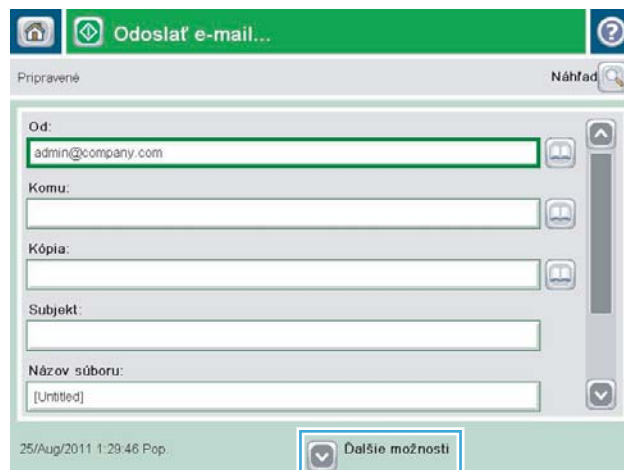 Odoslať e-mail...
Pripravené
Náhľad
Od:
admin@company.com
Komu:
Kópia:
Subjekt:
Názov súboru:
[Untitled]
25/Aug/2011 1:29:46 Pop.
Ďalšie možnosti